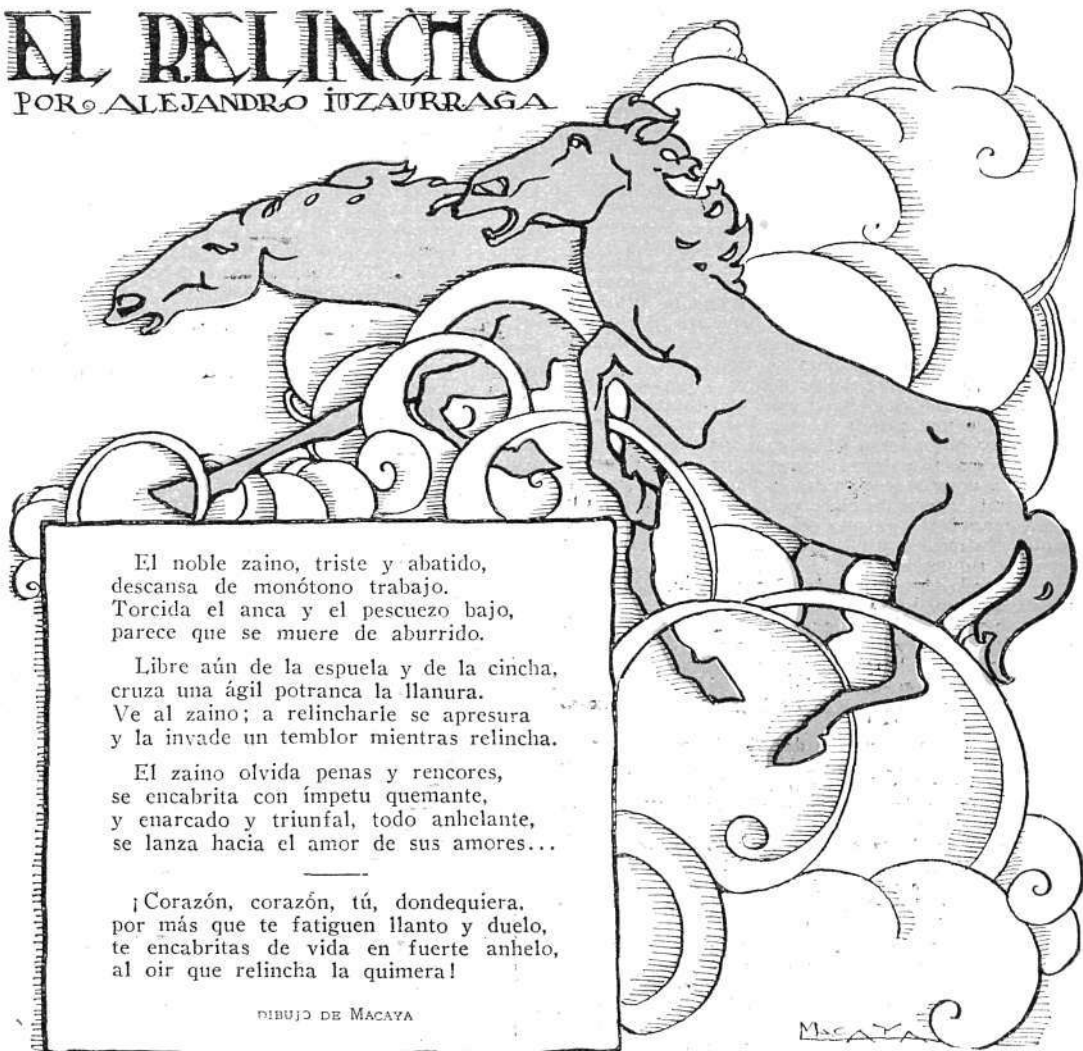 EL RELINCHO
POR ALEJANDRO IUZAURRAGA
El noble zaino, triste y abatido,
descansa de monótono trabajo.
Torcida el anca y el pescuezo bajo,
parece que se muere de aburrido.
Libre aún de la espuela y de la cincha,
cruza una ágil potranca la llanura.
Ve al zaino; a relincharle se apresura
y la invade un temblor mientras relincha.
El zaino olvida penas y rencores,
se encabrita con ímpetu quemante,
y enarcado y triunfal, todo anhelante,
se lanza hacia el amor de sus amores...
¡Corazón, corazón, tú, dondequiera,
por más que te fatiguen llanto y duelo,
te encabritas de vida en fuerte anhelo,
al oir que relincha la quimera!
DIBUJO DE MACAYA
MACAYA